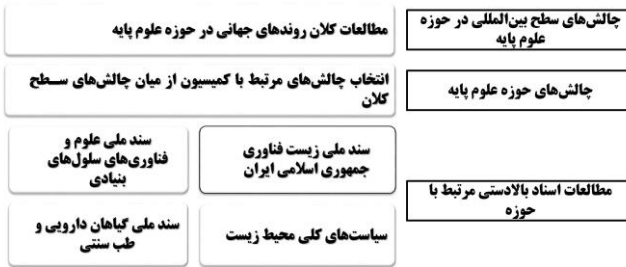 چالش‌های سطح بین‌المللی در حوزه
علوم پایه
مطالعات کلان روندهای جهانی در حوزه علوم پایه
چالش‌های حوزه علوم پایه
انتخاب چالش‌های مرتبط با کمیسیون از میان چالش‌های ســطح
کلان
مطالعات اسناد بالادستی مرتبط با
حوزه
سند ملی زیست فناوری
جمهوری اسلامی ایران
سند ملی علوم و
فناوری‌های سلول‌های
بنیادی
سیاست‌های کلی محیط زیست
سند ملی گیاهان دارویی و
طب سنتی